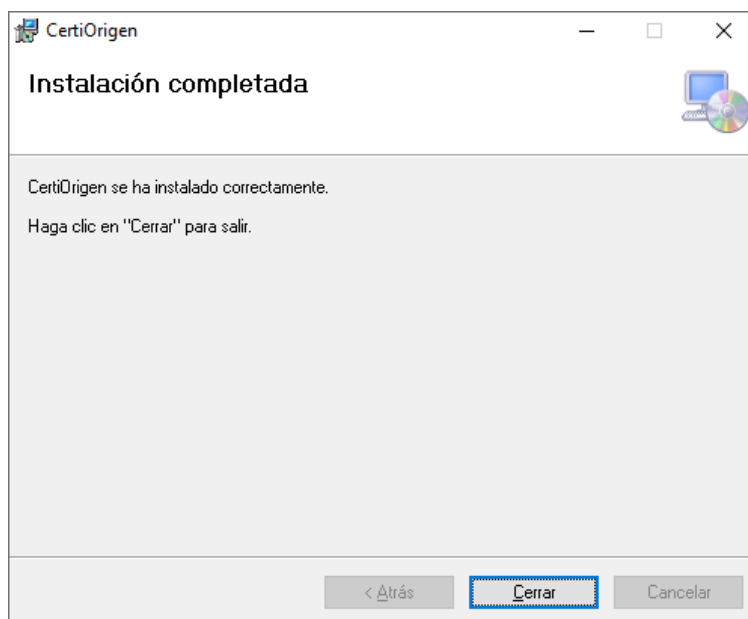 CertiOrigen
Instalación completada
CertiOrigen se ha instalado correctamente.
Haga clic en "Cerrar" para salir.
< Atrás
Cerrar
Cancelar